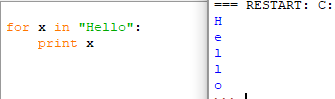 for x in "Hello":
    print x
=== RESTART: C:
H
e
l
l
o